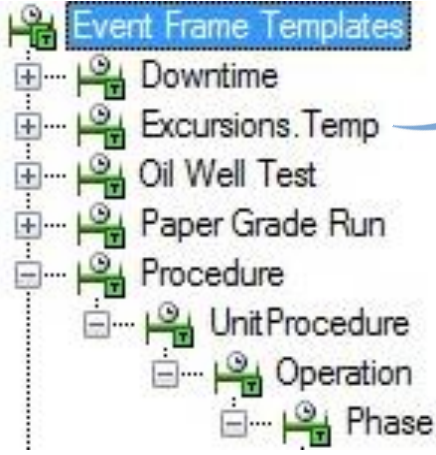 Event Frame Templates
Downtime
Excursions.Temp
Oil Well Test
Paper Grade Run
Procedure
UnitProcedure
Operation
Phase